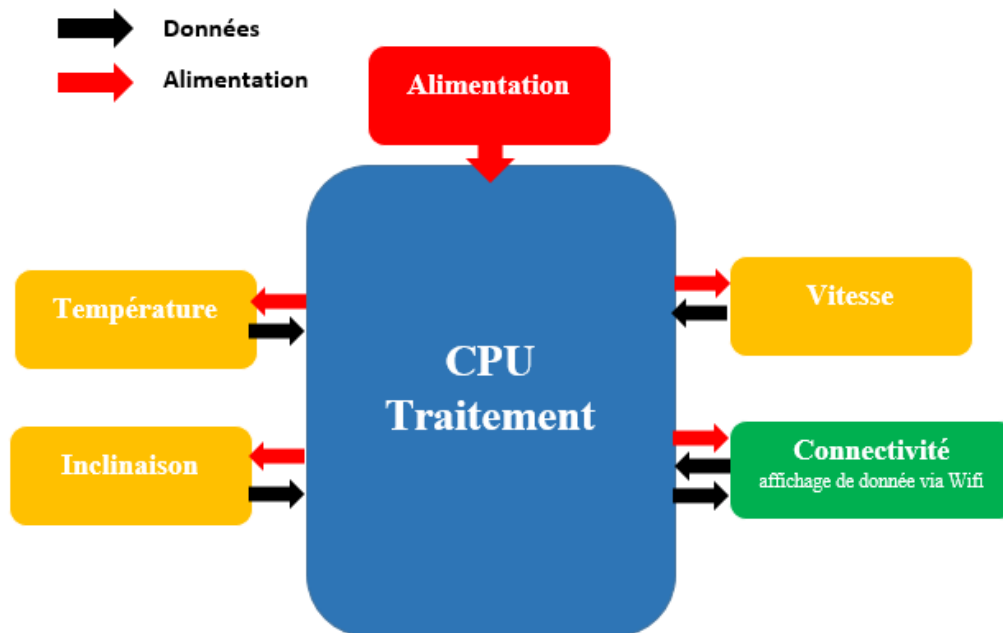 Données
Alimentation
Alimentation
Température
Vitesse
CPU
Traitement
Inclinaison
Connectivité
affichage de donnée via Wifi